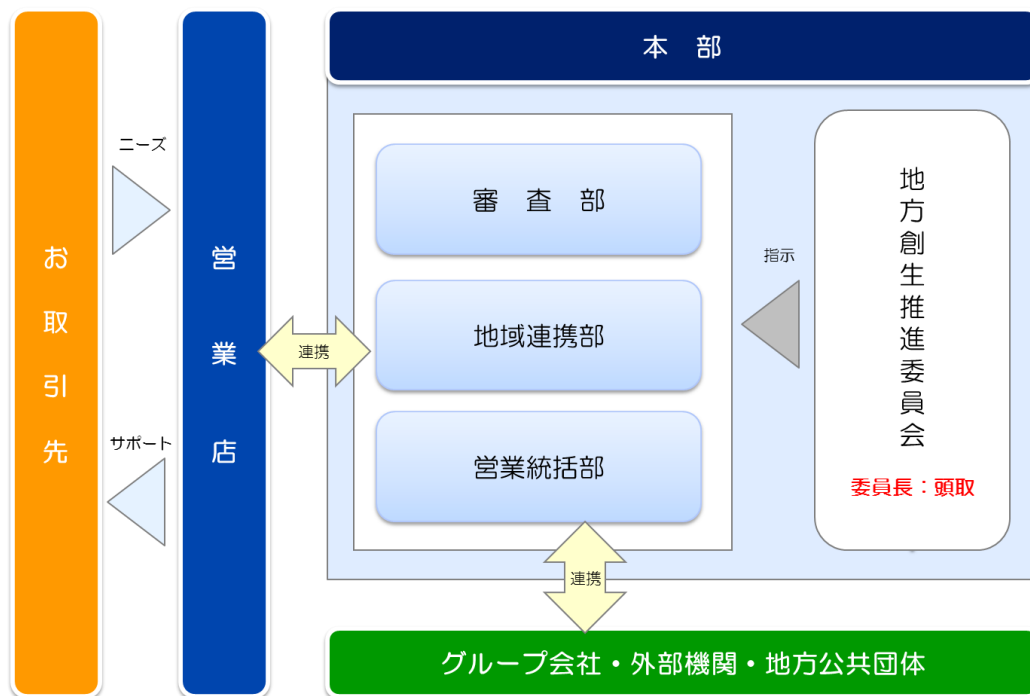 本　部
ニーズ
審　査　部
地方創生推進委員会
お取引先
営業店
指示
地域連携部
連携
サポート
営業統括部
委員長：頭取
連携
グループ会社・外部機関・地方公共団体